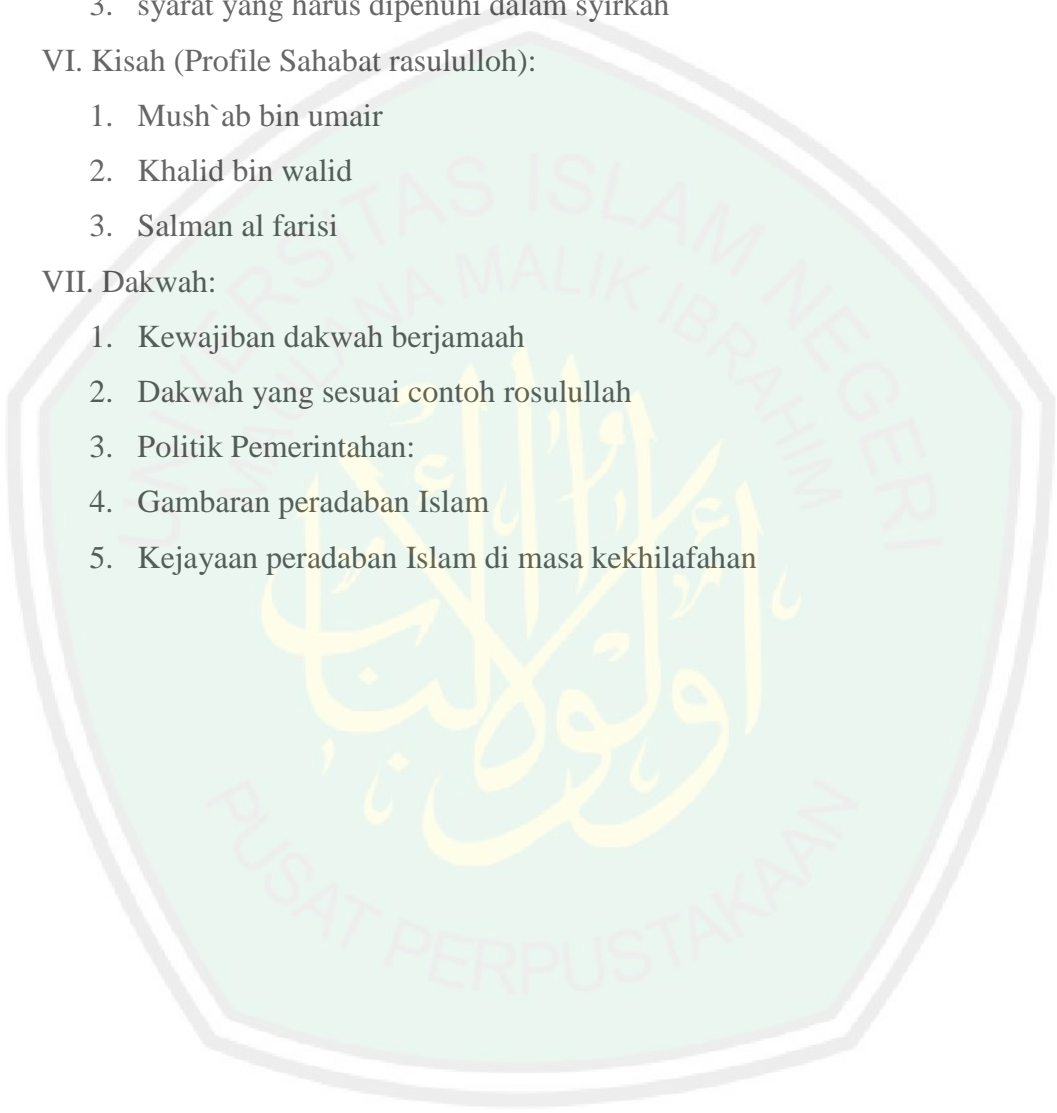 3. syarat yang harus dipenuhi dalam syirkah
VI. Kisah (Profile Sahabat rasululloh):
1. Mush`ab bin umair
2. Khalid bin walid
3. Salman al farisi
VII. Dakwah:
1. Kewajiban dakwah berjamaah
2. Dakwah yang sesuai contoh rosulullah
3. Politik Pemerintahan:
4. Gambaran peradaban Islam
5. Kejayaan peradaban Islam di masa kekhilafahan
UNIVERSITAS ISLAM NEGERI
MAULANA MALIK IBRAHIM
أولو الألباب
PUSAT PERPUSTAKAAN